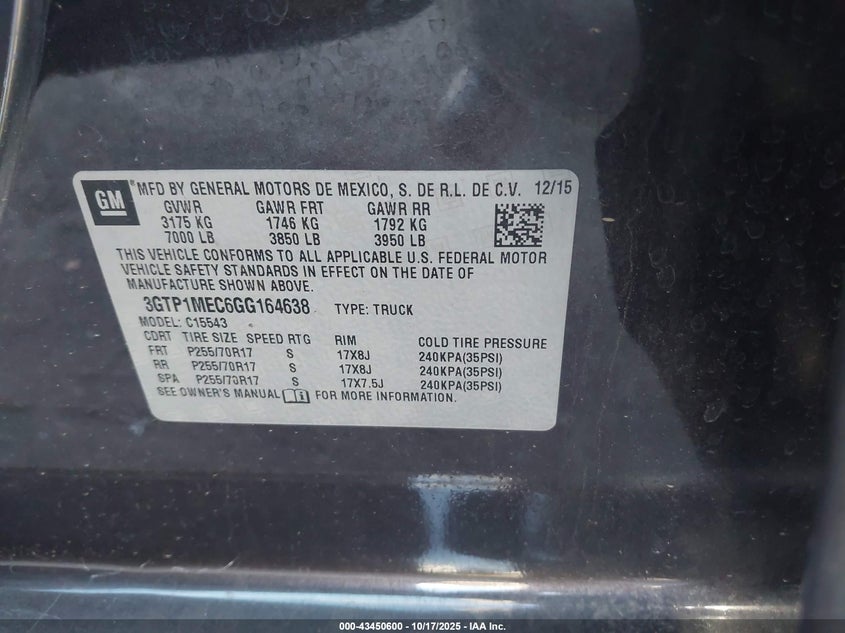 GM
MFD BY GENERAL MOTORS DE MEXICO, S. DE R.L. DE C.V. 12/15
GVWR GAWR FRT GAWR RR
3175 KG 1746 KG 1792 KG
7000 LB 3850 LB 3950 LB
THIS VEHICLE CONFORMS TO ALL APPLICABLE U.S. FEDERAL MOTOR
VEHICLE SAFETY STANDARDS IN EFFECT ON THE DATE OF
MANUFACTURE SHOWN ABOVE.
3GTP1MEC6GG164638 TYPE: TRUCK
MODEL: C15543
CDRT TIRE SIZE SPEED RTG RIM COLD TIRE PRESSURE
FRT P255/70R17 S 17X8J 240KPA(35PSI)
RR P255/70R17 S 17X8J 240KPA(35PSI)
SPA P255/70R17 S 17X7.5J 240KPA(35PSI)
SEE OWNER'S MANUAL FOR MORE INFORMATION.
000-43450600 - 10/17/2025 - IAA Inc.